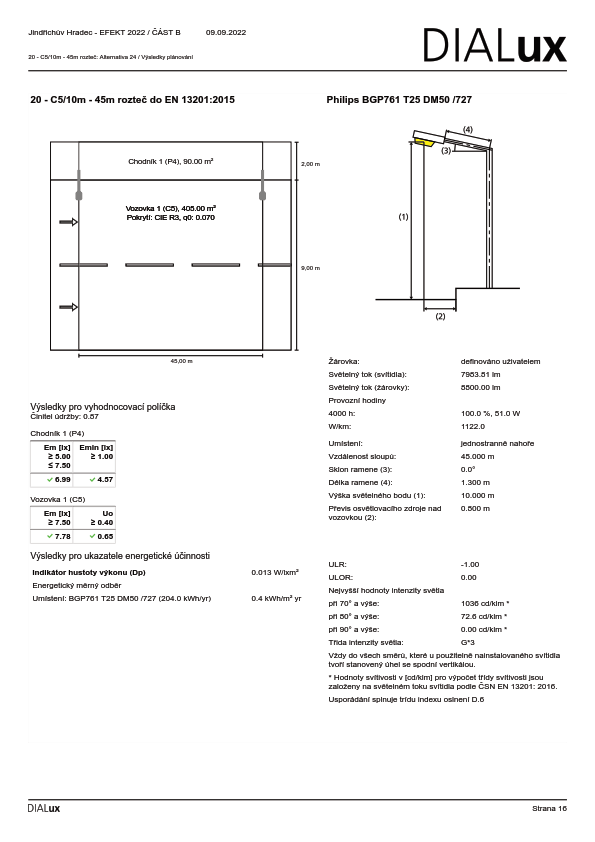 Jindřichův Hradec - EFEKT 2022 / ČÁST B 09.09.2022
DIALux
20 - C5/10m - 45m rozteč: Alternativa 24 / Výsledky plánování
20 - C5/10m - 45m rozteč do EN 13201:2015
Chodník 1 (P4), 90.00 m²
2,00 m
Vozovka 1 (C5), 405.00 m²
Pokrytí: CIE R3, q0: 0.070
9,00 m
45,00 m
Výsledky pro vyhodnocovací políčka
Činitel údržby: 0.87
Chodník 1 (P4)
Em [lx] Emin [lx]
≥ 5.00 ≥ 1.00
≤ 7.50
✓ 6.99 ✓ 4.57
Vozovka 1 (C5)
Em [lx] Uo
≥ 7.50 ≥ 0.40
✓ 7.78 ✓ 0.65
Výsledky pro ukazatele energetické účinnosti
Indikátor hustoty výkonu (Dp) 0.013 W/lxm²
Energetický měrný odběr
Umístení: BGP761 T25 DM50 /727 (204.0 kWh/yr) 0.4 kWh/m² yr
Philips BGP761 T25 DM50 /727
(4)
(3)
(1)
(2)
Žárovka: definováno uživatelem
Světelný tok (svítidla): 7983.81 lm
Světelný tok (žárovky): 8800.00 lm
Provozní hodiny
4000 h: 100.0 %, 51.0 W
W/km: 1122.0
Umístení: jednostranně nahoře
Vzdálenost sloupů: 45.000 m
Sklon ramene (3): 0.0°
Délka ramene (4): 1.300 m
Výška světelného bodu (1): 10.000 m
Převis osvětlovacího zdroje nad 0.800 m
vozovkou (2):
ULR: -1.00
ULOR: 0.00
Nejvyšší hodnoty intenzity světla
při 70° a výše: 1036 cd/klm *
při 80° a výše: 72.6 cd/klm *
při 90° a výše: 0.00 cd/klm *
Třída intenzity světla: G*3
Vždy do všech směrů, které u použitelně nainstalovaného svítidla
tvoří stanovený úhel se spodní vertikálou.
* Hodnoty svítivosti v [cd/klm] pro výpočet třídy svítivosti jsou
založeny na světelném toku svítidla podle ČSN EN 13201: 2016.
Uspořádání splnuje trídu indexu oslnení D.6
DIALux Strana 16